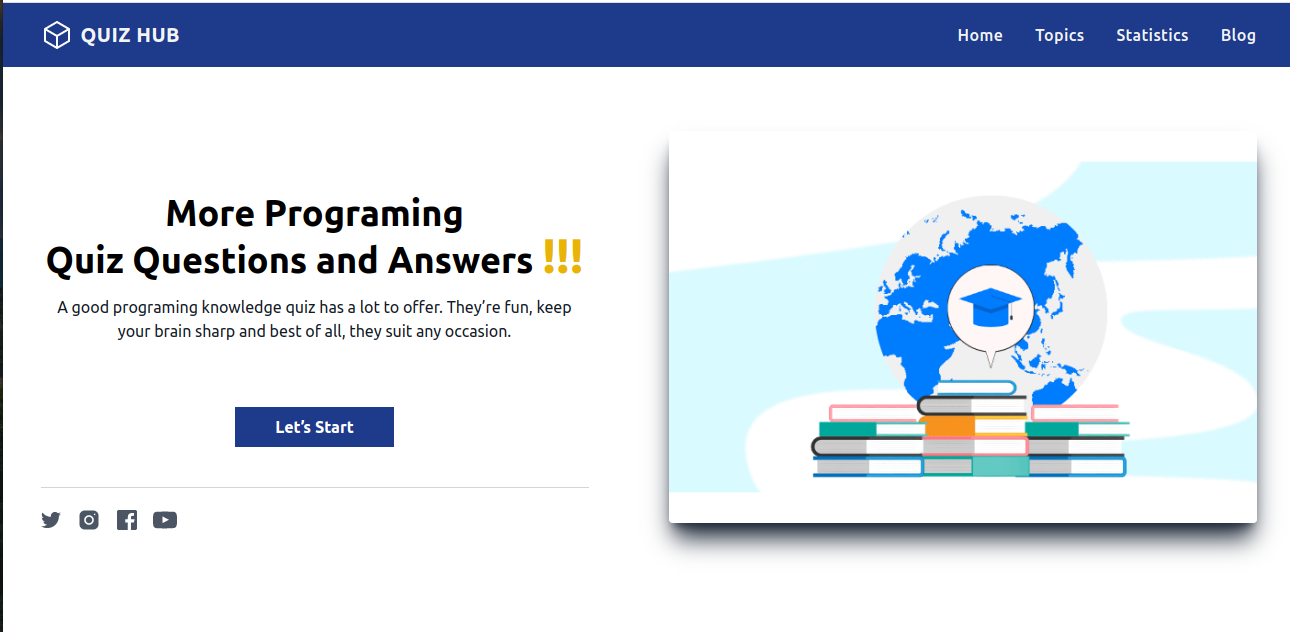 QUIZ HUB
Home Topics Statistics Blog
More Programing
Quiz Questions and Answers !!!
A good programing knowledge quiz has a lot to offer. They’re fun, keep
your brain sharp and best of all, they suit any occasion.
Let’s Start